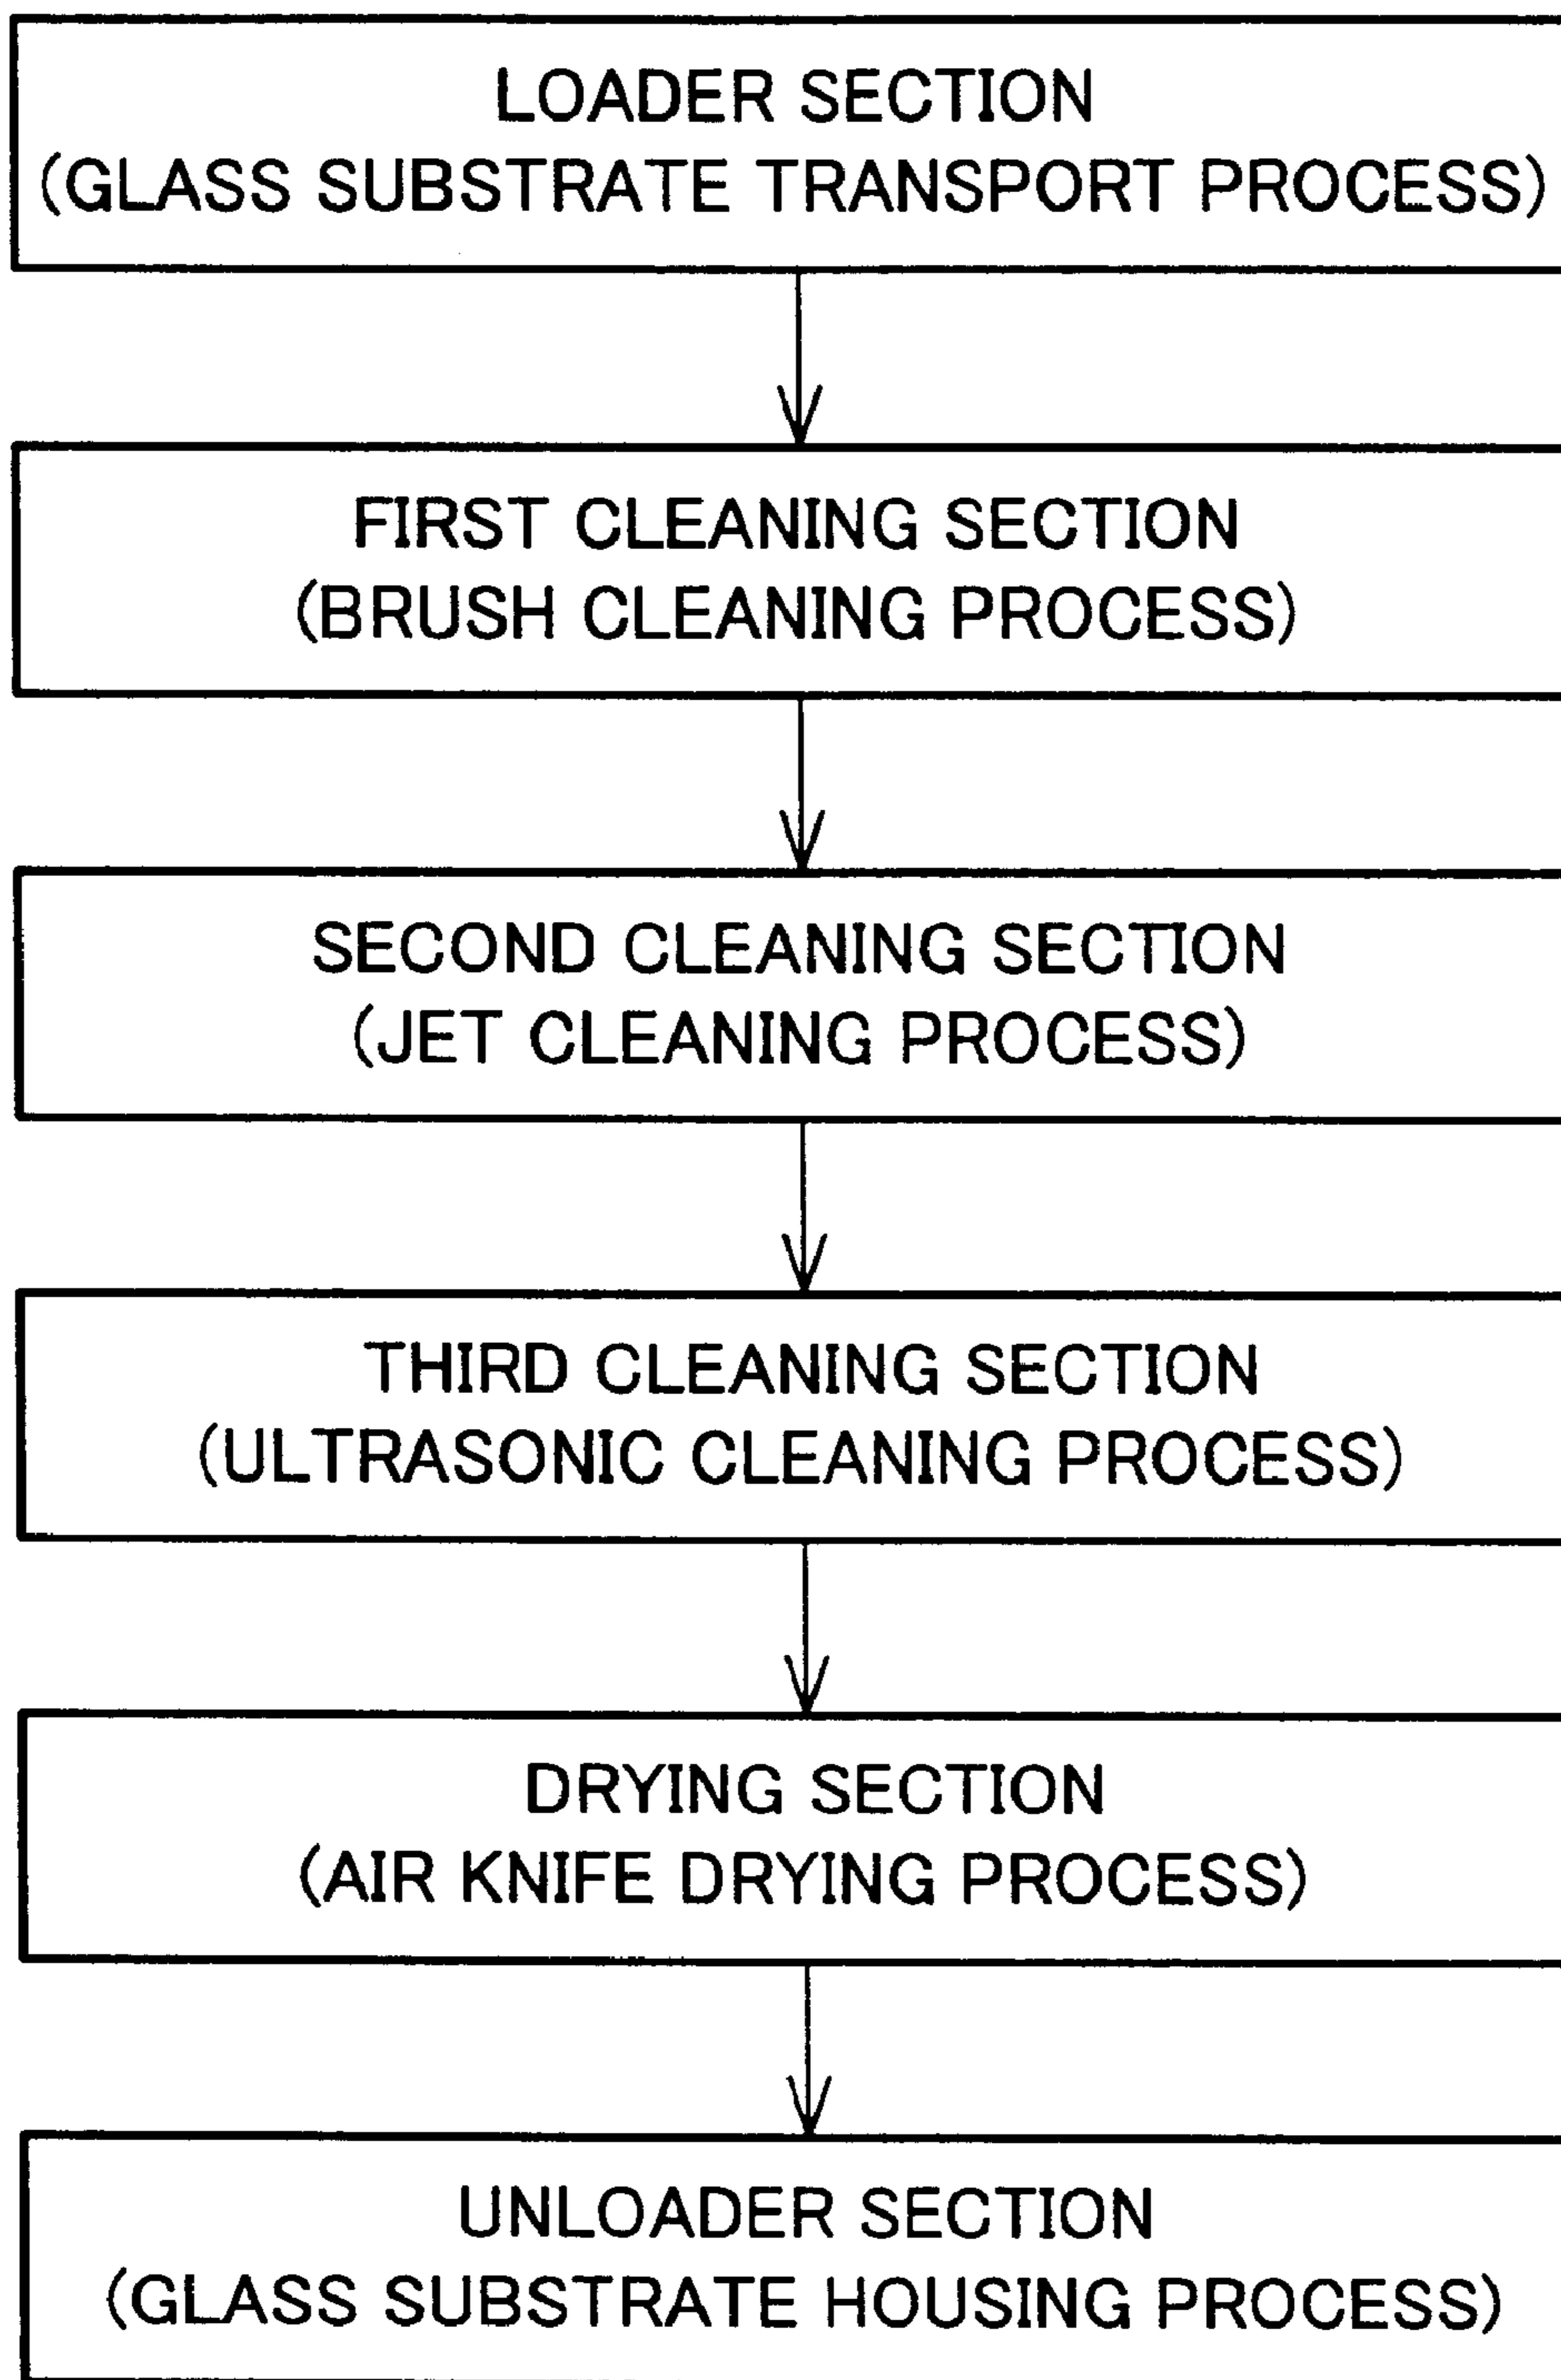 LOADER SECTION
(GLASS SUBSTRATE TRANSPORT PROCESS)
FIRST CLEANING SECTION
(BRUSH CLEANING PROCESS)
SECOND CLEANING SECTION
(JET CLEANING PROCESS)
THIRD CLEANING SECTION
(ULTRASONIC CLEANING PROCESS)
DRYING SECTION
(AIR KNIFE DRYING PROCESS)
UNLOADER SECTION
(GLASS SUBSTRATE HOUSING PROCESS)